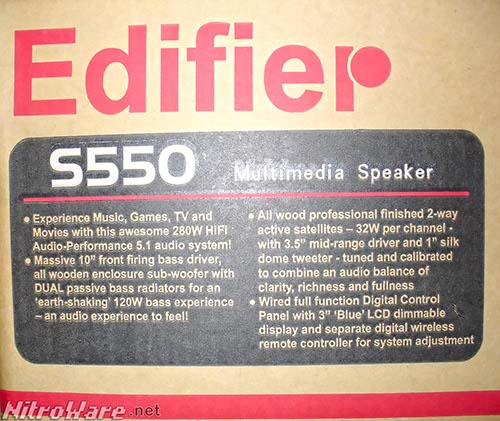 Edifier
S550 Multimedia Speaker
• Experience Music, Games, TV and
Movies with this awesome 280W HIFI
Audio-Performance 5.1 audio system!
• Massive 10" front firing bass driver,
all wooden enclosure sub-woofer with
DUAL passive bass radiators for an
'earth-shaking' 120W bass experience
– an audio experience to feel!
• All wood professional finished 2-way
active satellites – 32W per channel -
with 3.5" mid-range driver and 1" silk
dome tweeter - tuned and calibrated
to combine an audio balance of
clarity, richness and fullness
• Wired full function Digital Control
Panel with 3" 'Blue' LCD dimmable
display and separate digital wireless
remote controller for system adjustment
NitroWare.net